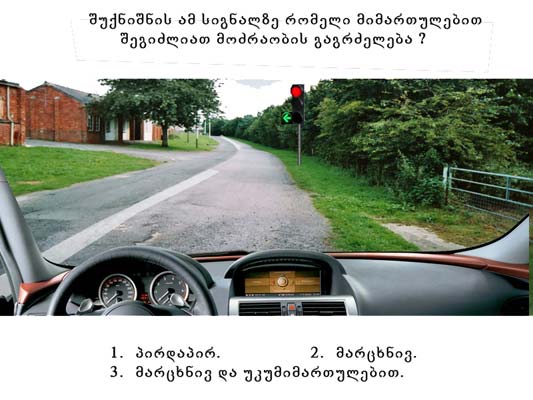 შუქნიშნის ამ სიგნალზე რომელი მიმართულებით
შეგიძლიათ მოძრაობის გაგრძელება ?
1. პირდაპირ. 2. მარცხნივ.
3. მარცხნივ და უკუმიმართულებით.